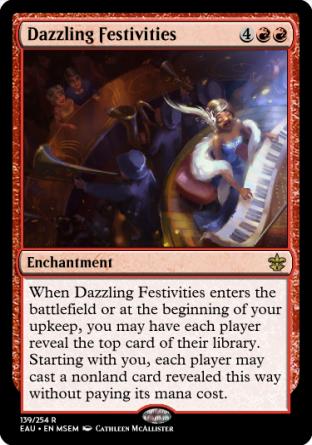 Dazzling Festivities 4
Enchantment
When Dazzling Festivities enters the
battlefield or at the beginning of your
upkeep, you may have each player
reveal the top card of their library.
Starting with you, each player may
cast a nonland card revealed this way
without paying its mana cost.
139/254 R
EAU • EN MSEM Cathleen McAllister